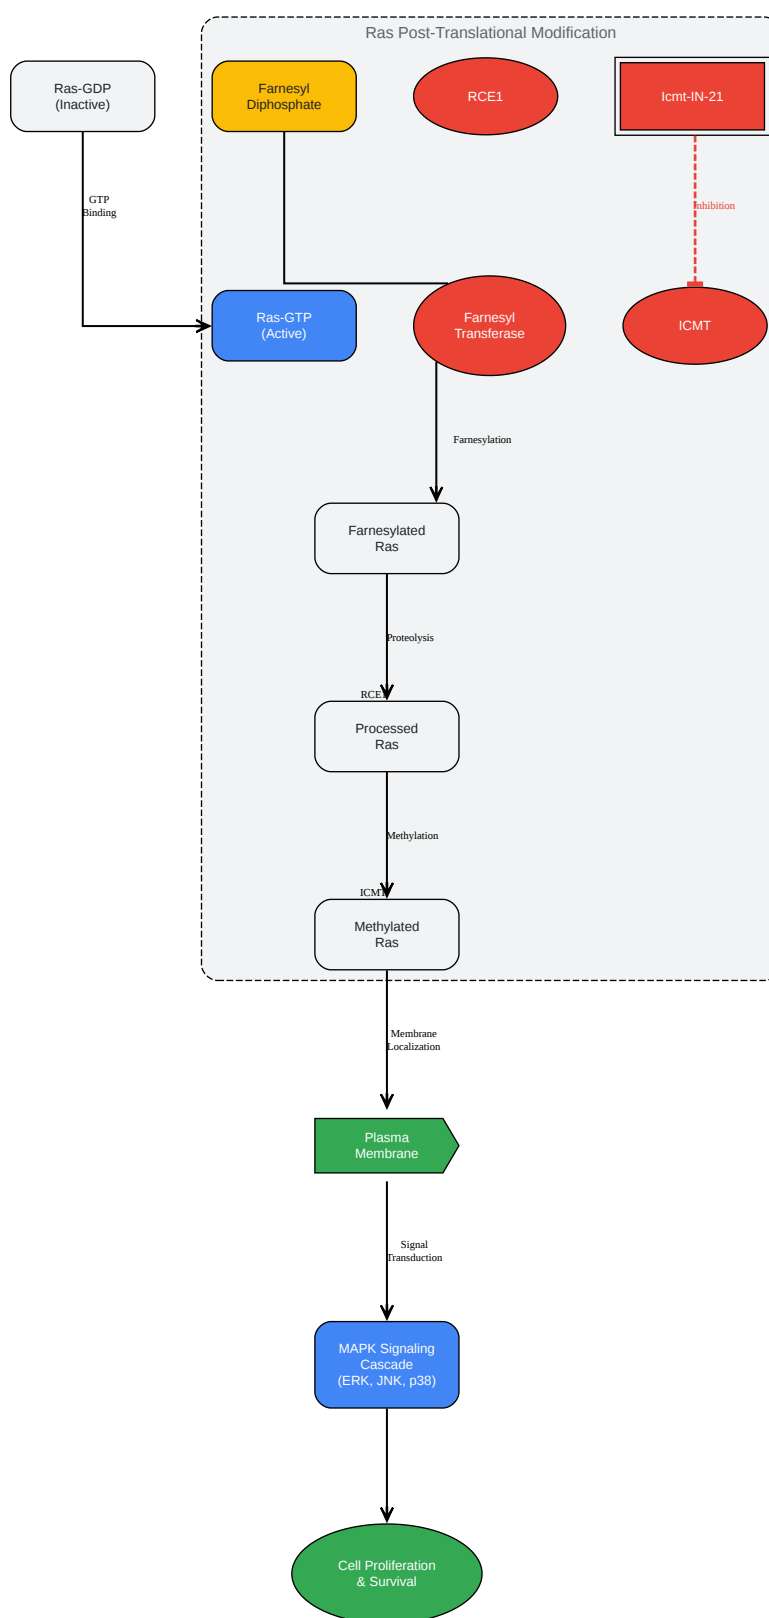 Ras Post-Translational Modification
Ras-GDP
(Inactive)
Farnesyl
Diphosphate
RCE1
Icmt-IN-21
GTP
Binding
Inhibition
Ras-GTP
(Active)
Farnesyl
Transferase
ICMT
Farnesylation
Farnesylated
Ras
Proteolysis
RCE1
Processed
Ras
Methylation
ICMT
Methylated
Ras
Membrane
Localization
Plasma
Membrane
Signal
Transduction
MAPK Signaling
Cascade
(ERK, JNK, p38)
Cell Proliferation
& Survival